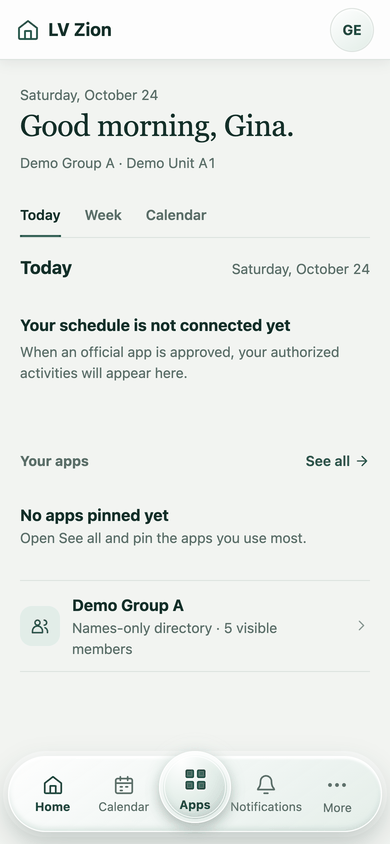 LV Zion
GE
Saturday, October 24
Good morning, Gina.
Demo Group A · Demo Unit A1
Today Week Calendar
Today Saturday, October 24
Your schedule is not connected yet
When an official app is approved, your authorized
activities will appear here.
Your apps See all →
No apps pinned yet
Open See all and pin the apps you use most.
Demo Group A
Names-only directory · 5 visible
members
Home Calendar Apps Notifications More